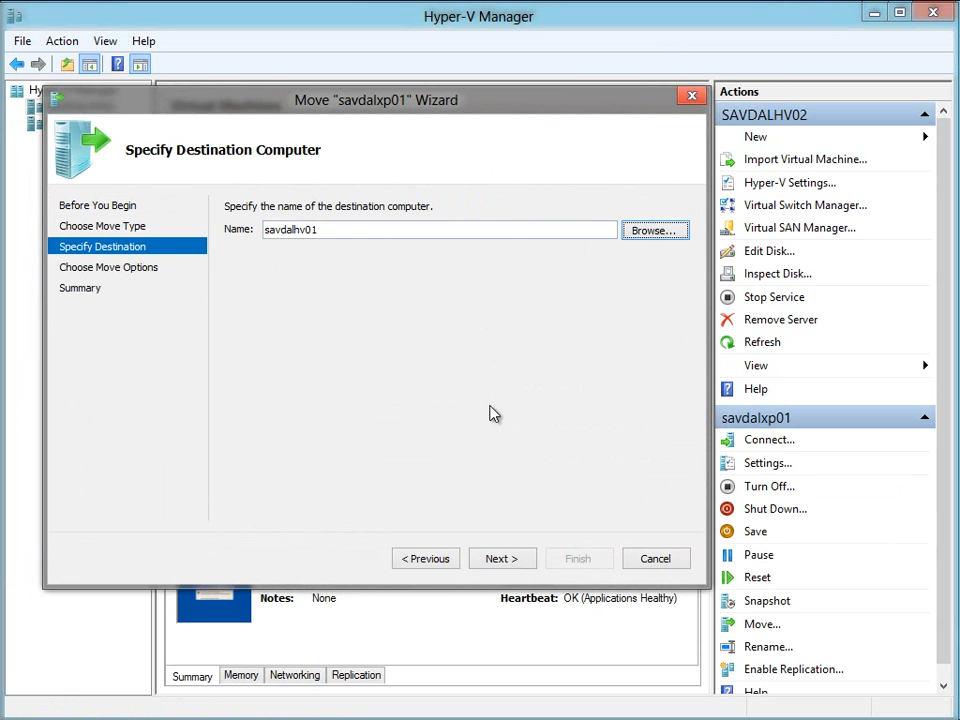 Hyper-V Manager
File Action View Help
Hy
Move "savdalxp01" Wizard
Specify Destination Computer
Before You Begin
Choose Move Type
Specify Destination
Choose Move Options
Summary
Specify the name of the destination computer.
Name: savdalhv01 Browse...
< Previous Next > Finish Cancel
Notes: None Heartbeat: OK (Applications Healthy)
Summary Memory Networking Replication
Actions
SAVDALHV02
New
Import Virtual Machine...
Hyper-V Settings...
Virtual Switch Manager...
Virtual SAN Manager...
Edit Disk...
Inspect Disk...
Stop Service
Remove Server
Refresh
View
Help
savdalxp01
Connect...
Settings...
Turn Off...
Shut Down...
Save
Pause
Reset
Snapshot
Move...
Rename...
Enable Replication...
Help